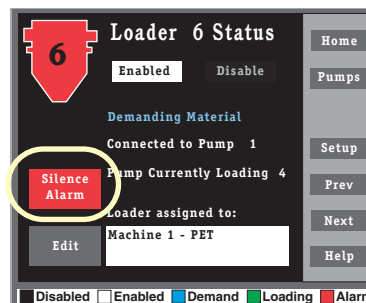 6
Loader 6 Status
Enabled
Disable
Demanding Material
Connected to Pump 1
Pump Currently Loading 4
Loader assigned to:
Machine 1 - PET
Silence
Alarm
Edit
Home
Pumps
Setup
Prev
Next
Help
Disabled Enabled Demand Loading Alarm